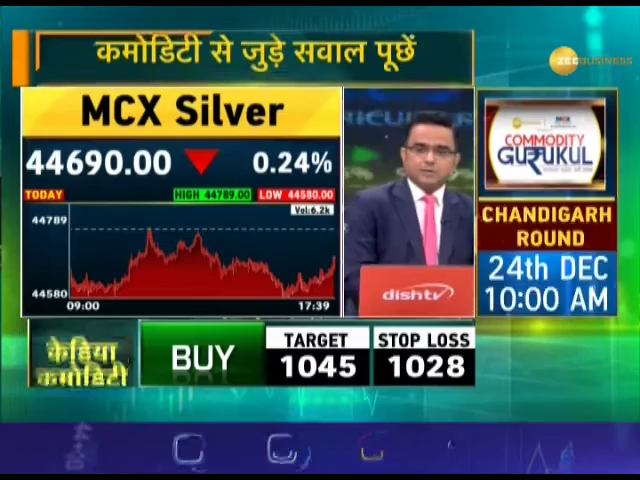 कमोडिटी से जुड़े सवाल पूछें
ZEEBUSINESS
MCX Silver
44690.00 0.24%
TODAY HIGH 44789.00 LOW 44580.00
Vol:6.2k
44789
44580
09:00 17:39
dishtv
COMMODITY
GURUKUL
CHANDIGARH
ROUND
24th DEC
10:00 AM
केडिया
कमोडिटी
BUY
TARGET
1045
STOP LOSS
1028